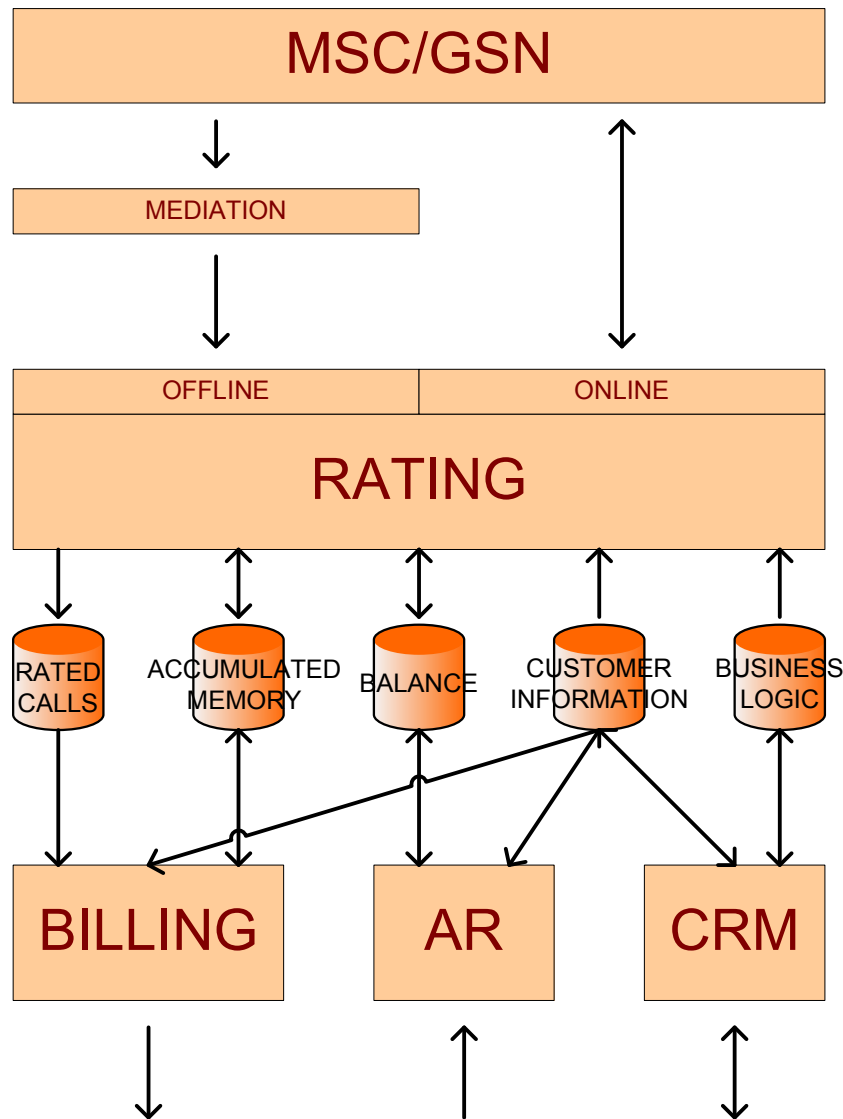 MSC/GSN
MEDIATION
OFFLINE
ONLINE
RATING
RATED
CALLS
ACCUMULATED
MEMORY
BALANCE
CUSTOMER
INFORMATION
BUSINESS
LOGIC
BILLING
AR
CRM